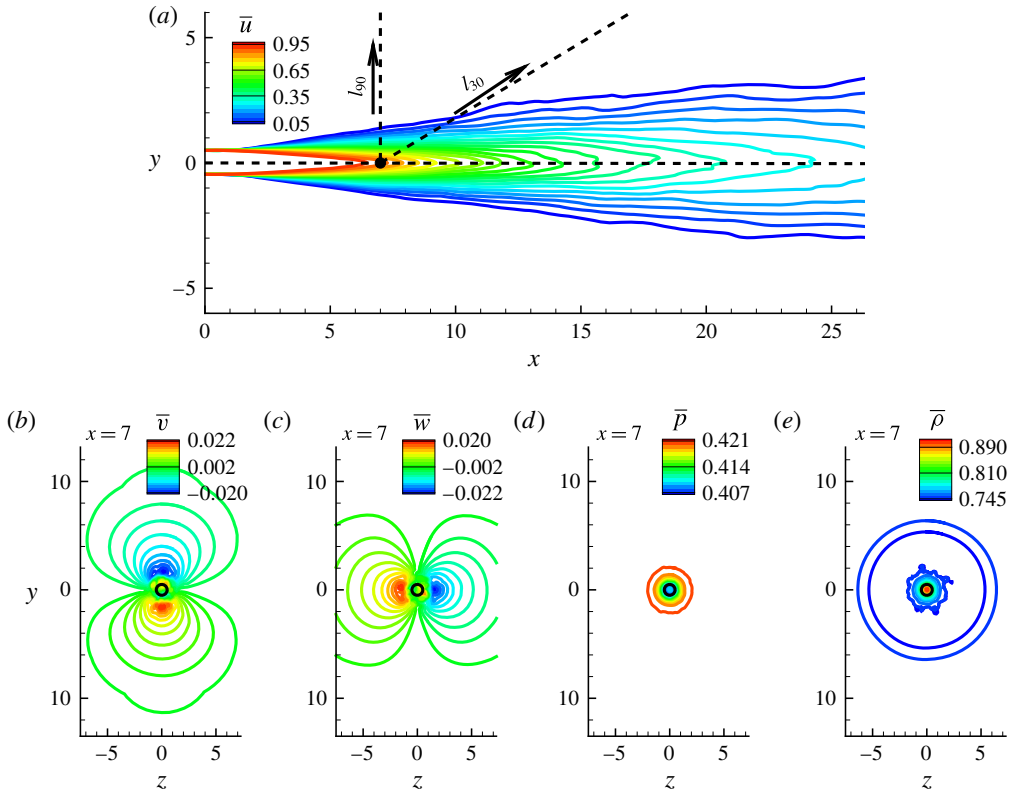 (a)
u̅
0.95
0.65
0.35
0.05
l90
l30
5
y 0
−5
0 5 10 15 20 25
x
(b) x = 7 v̅
0.022
0.002
−0.020
(c) x = 7 w̅
0.020
−0.002
−0.022
(d) x = 7 p̅
0.421
0.414
0.407
(e) x = 7 ρ̅
0.890
0.810
0.745
10 10 10 10
y 0 0 0 0
10 10 10 10
−5 0 5 −5 0 5 −5 0 5 −5 0 5
z z z z